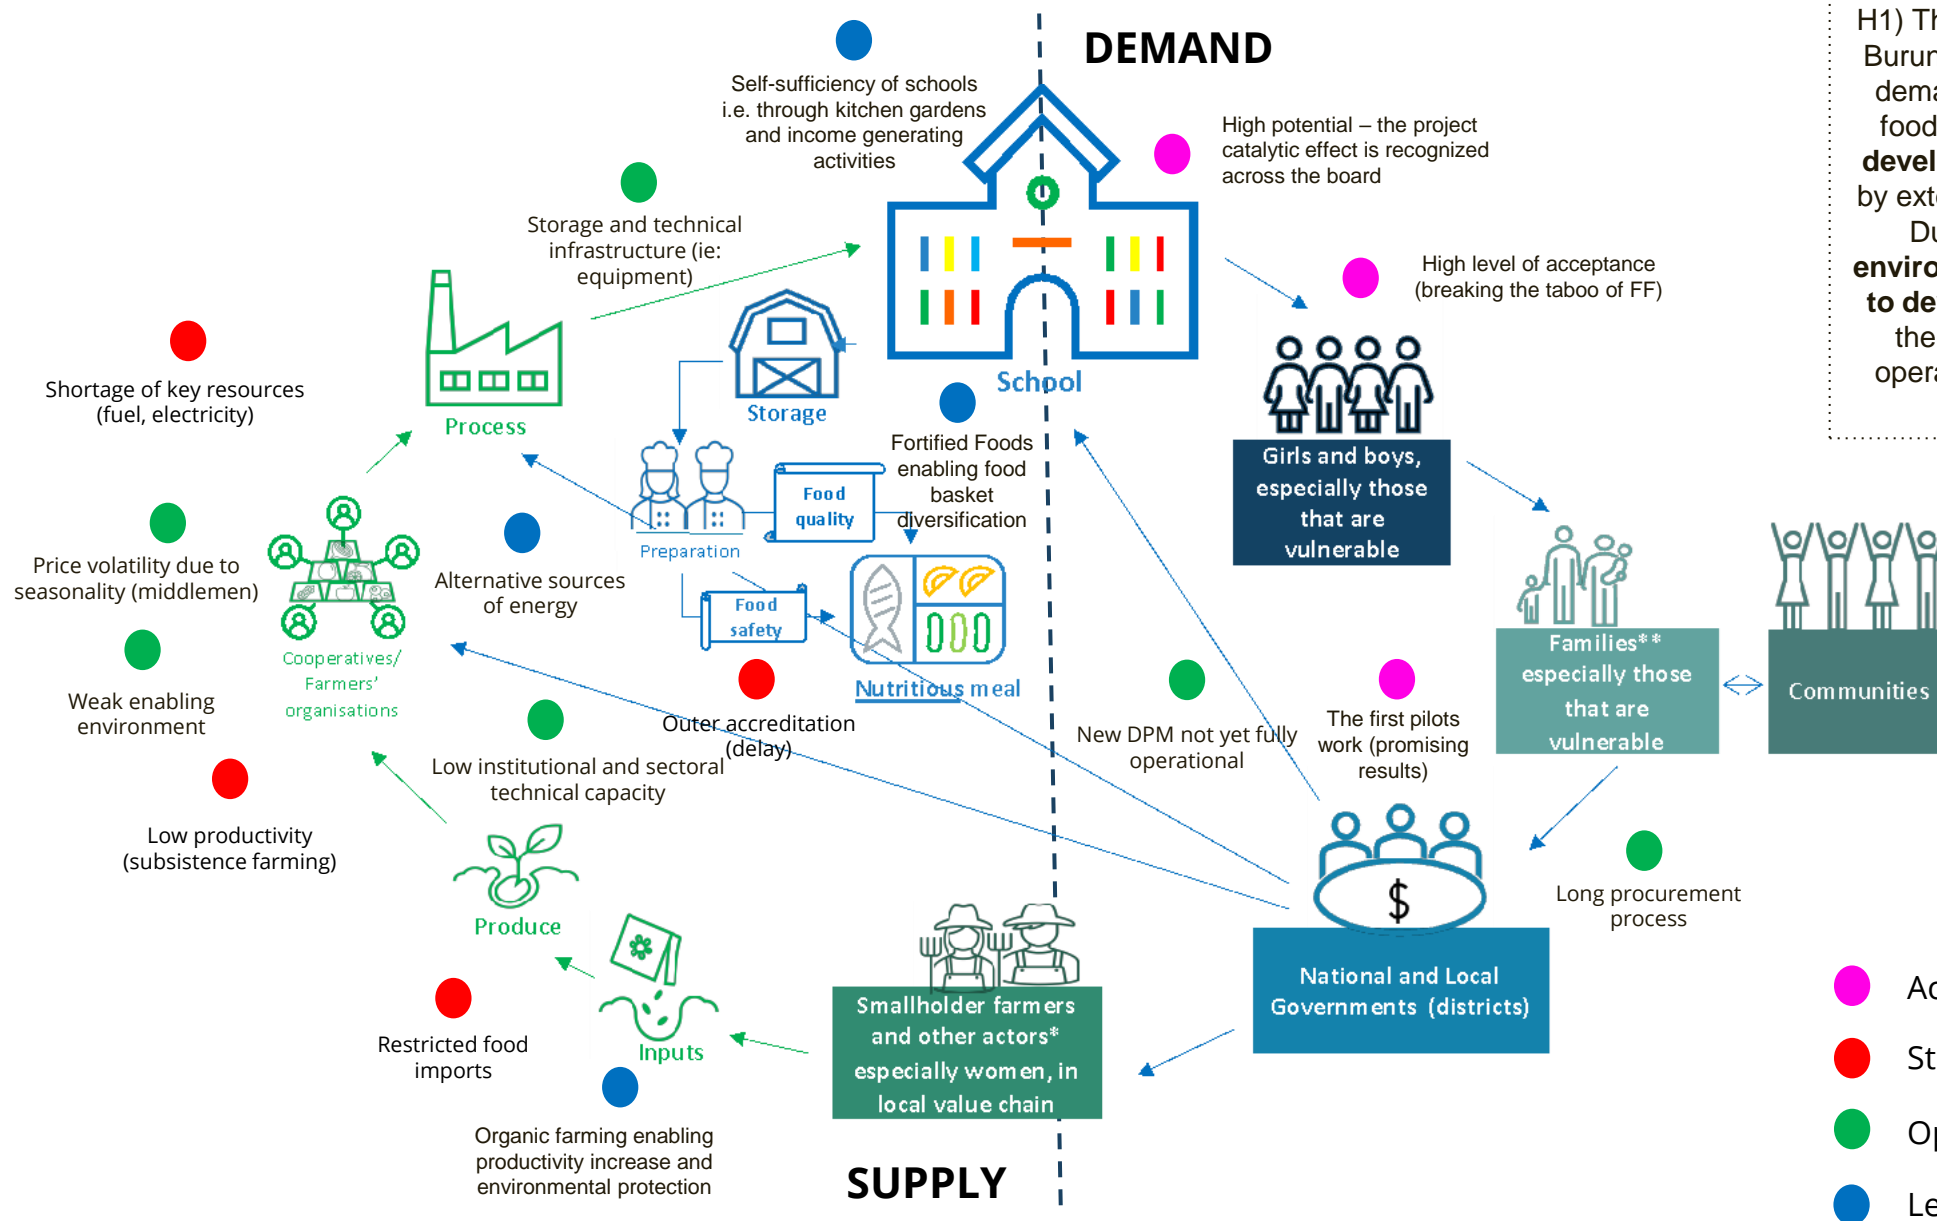 DEMAND
Self-sufficiency of schools
i.e. through kitchen gardens
and income generating
activities
High potential – the project
catalytic effect is recognized
across the board
H1)
demand
food
by
the
Storage and technical
infrastructure (ie:
equipment)
High level of acceptance
(breaking the taboo of FF)
Shortage of key resources
(fuel, electricity)
Process
Storage
School
Fortified Foods
enabling food
basket
diversification
Girls and boys,
especially those
that are
vulnerable
Food
quality
Preparation
Price volatility due to
seasonality (middlemen)
Alternative sources
of energy
Food
safety
Cooperatives/
Farmers'
organisations
Nutritious meal
Families**
especially those
that are
vulnerable
Communities
Weak enabling
environment
Outer accreditation
(delay)
New DPM not yet fully
operational
The first pilots
work (promising
results)
Low institutional and sectoral
technical capacity
Low productivity
(subsistence farming)
Long procurement
process
$
Produce
National and Local
Governments (districts)
Smallholder farmers
and other actors*
especially women, in
local value chain
Restricted food
imports
Inputs
Organic farming enabling
productivity increase and
environmental protection
SUPPLY